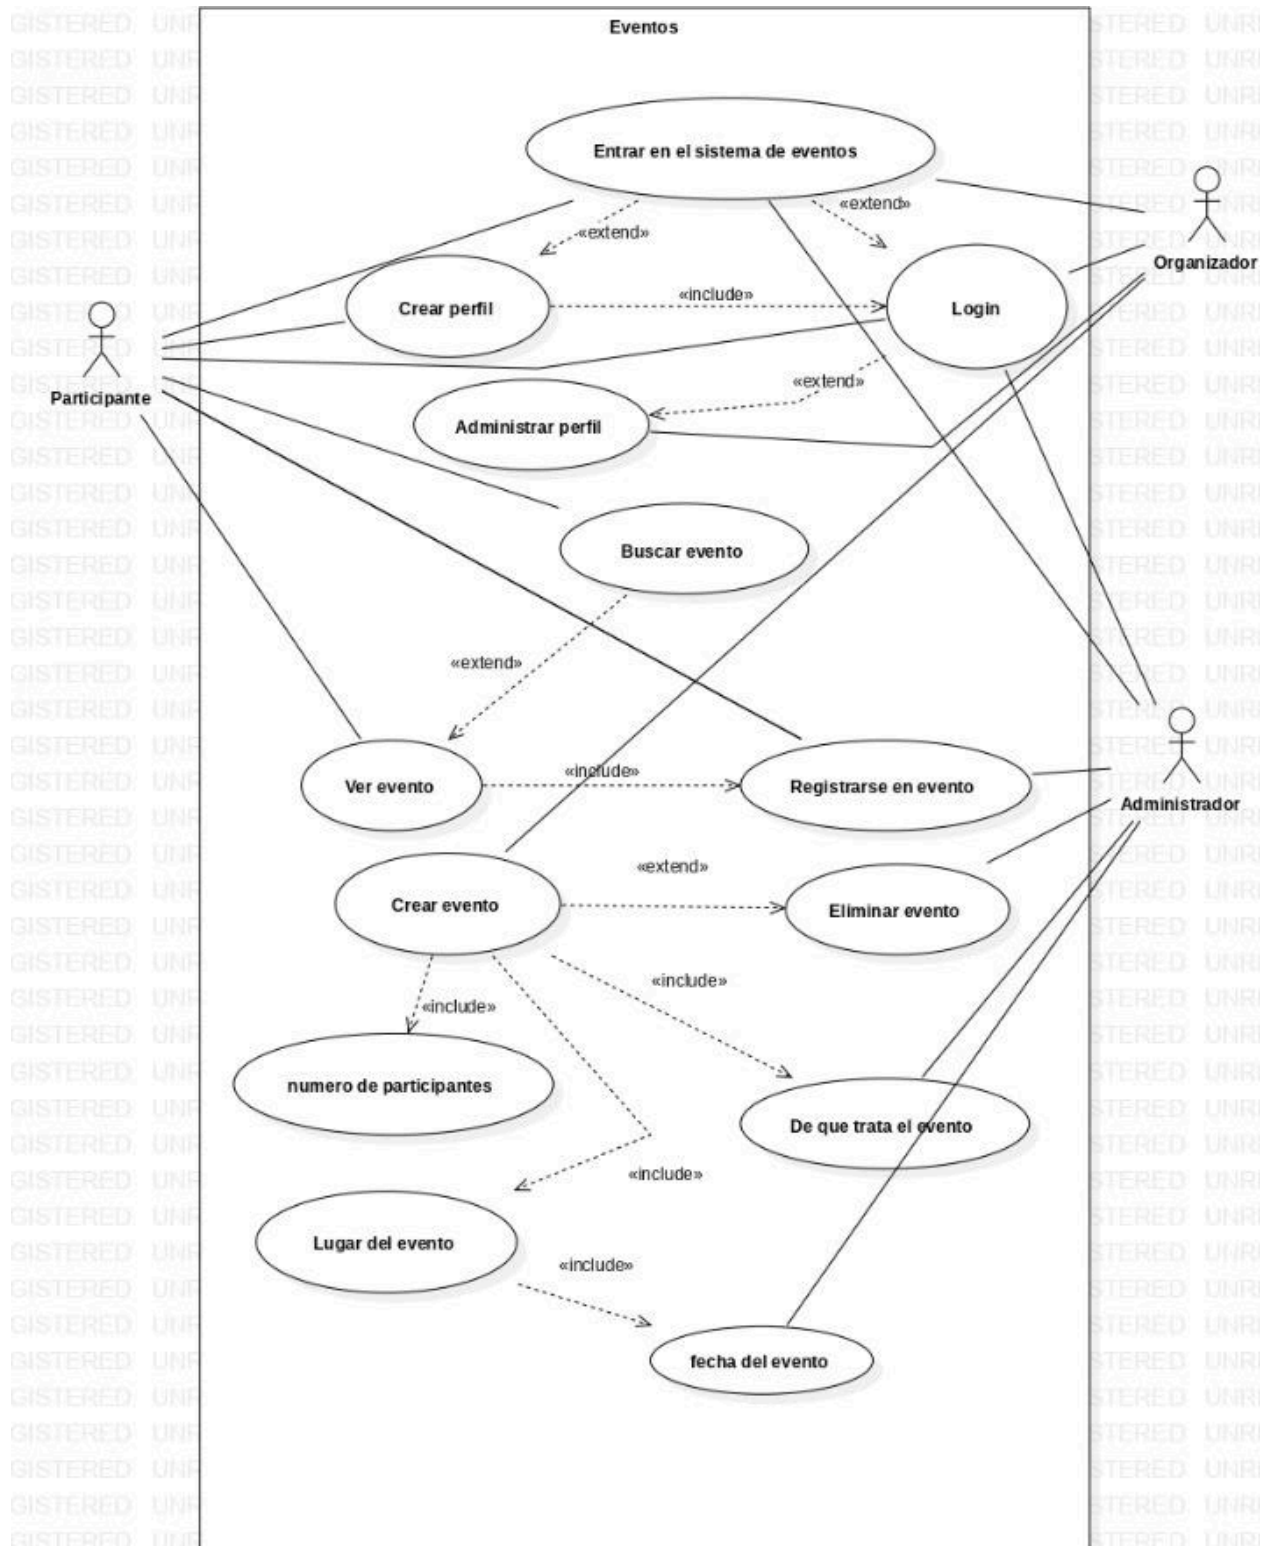 Eventos
Entrar en el sistema de eventos
«extend»
«extend»
Organizador
Crear perfil
«include»
Login
Participante
«extend»
Administrar perfil
Buscar evento
«extend»
Ver evento
«include»
Registrarse en evento
Administrador
«extend»
Crear evento
Eliminar evento
«include»
«include»
numero de participantes
De que trata el evento
«include»
Lugar del evento
«include»
fecha del evento